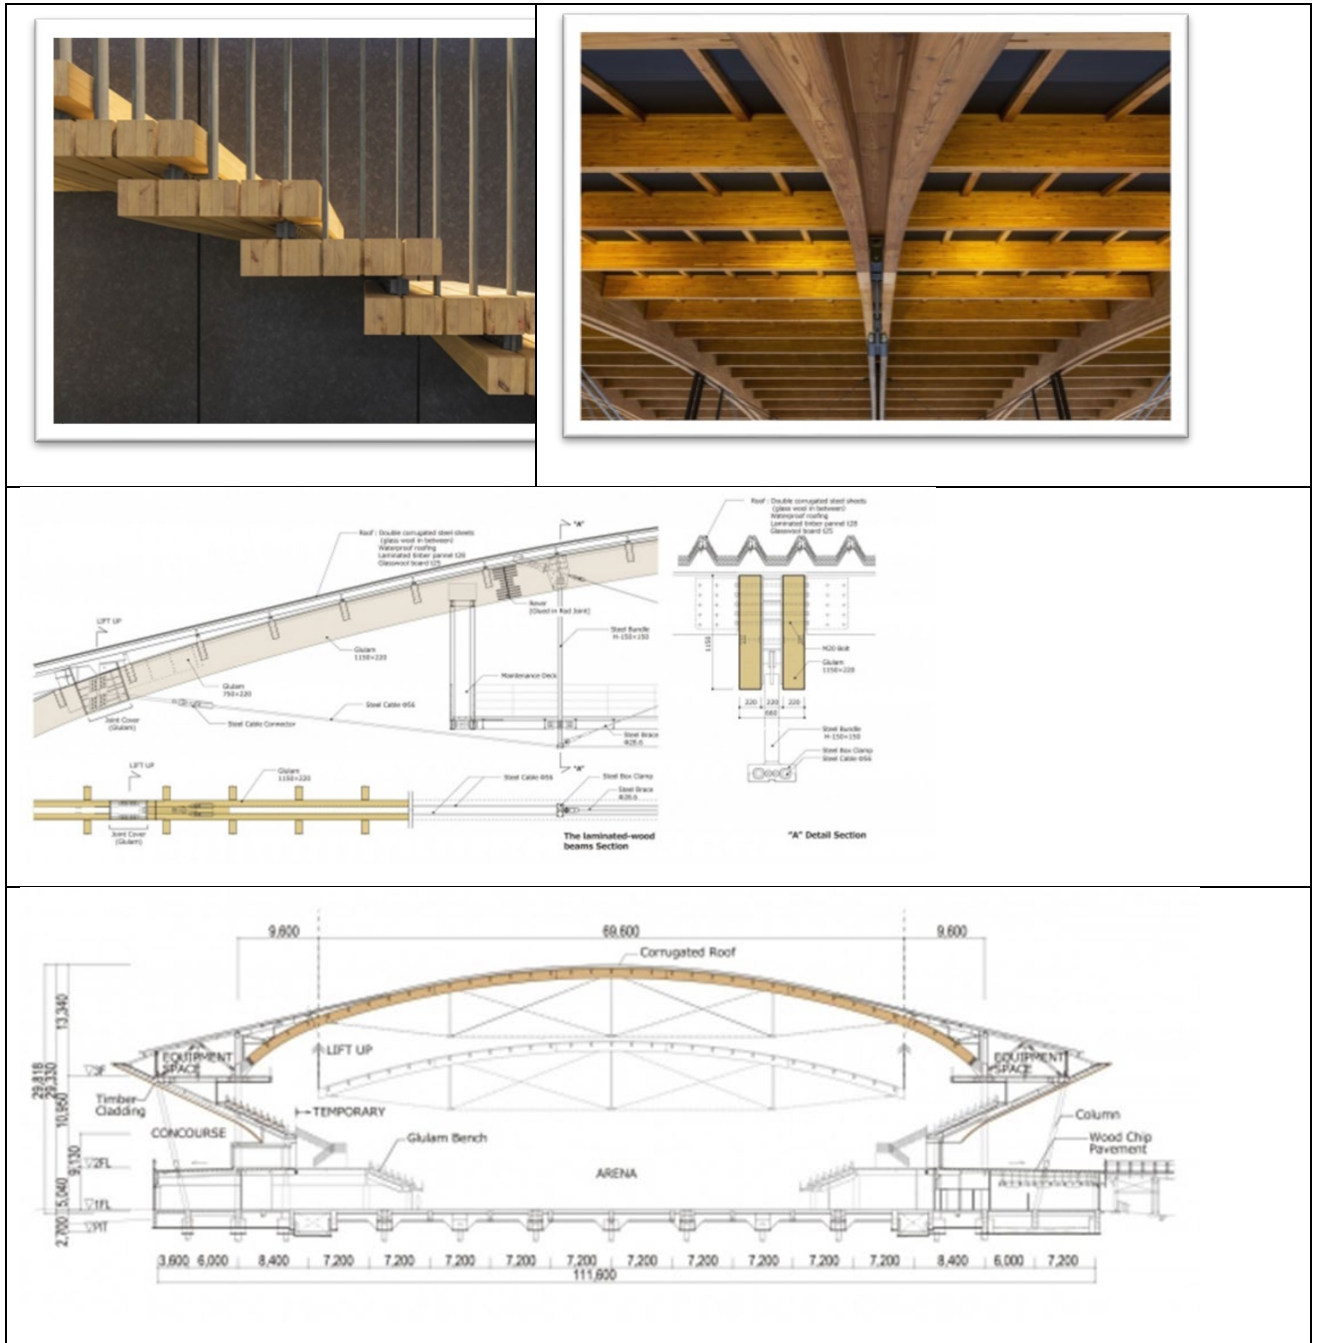 "A"
Roof : Double corrugated steel sheets
(glass wool in between)
Waterproof roofing
Laminated timber pannel t28
Glasswool board t25
LIFT UP
[Glued in Rod Joint]
Steel Bundle
H-150×150
Glulam
1150×220
Glulam
750×220
Maintenance Deck
Steel Cable Φ56
Joint Cover
(Glulam)
Steel Cable Connector
Steel Brace
"A"
LIFT UP
Glulam
1150×220
Steel Cable Φ56
Steel Box Clamp
Steel Brace
Joint Cover
(Glulam)
The laminated-wood
beams Section
Roof : Double corrugated steel sheets
(glass wool in between)
Waterproof roofing
Laminated timber pannel t28
Glasswool board t25
1150
M20 Bolt
Glulam
1150×220
220 220 220
660
Steel Bundle
H-150×150
Steel Box Clamp
Steel Cable Φ56
"A" Detail Section
9,600 69,600 9,600
Corrugated Roof
13,340
LIFT UP
EQUIPMENT
SPACE
EQUIPMENT
SPACE
3F
29,330
10,950
Timber
Cladding
TEMPORARY
Column
CONCOURSE
Glulam Bench
Wood Chip
Pavement
9,130
2FL
ARENA
5,040
1FL
2,700
PIT
3,600 6,000 8,400 7,200 7,200 7,200 7,200 7,200 7,200 7,200 7,200 8,400 6,000 7,200
111,600